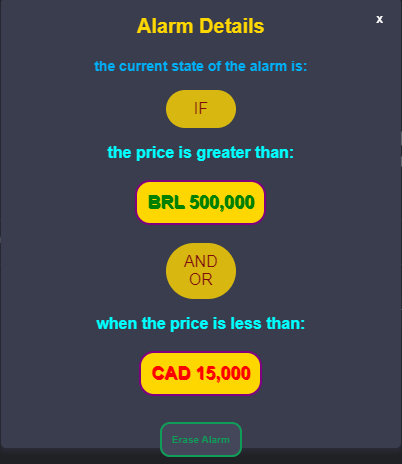 Alarm Details
x
the current state of the alarm is:
IF
the price is greater than:
BRL 500,000
AND
OR
when the price is less than:
CAD 15,000
Erase Alarm